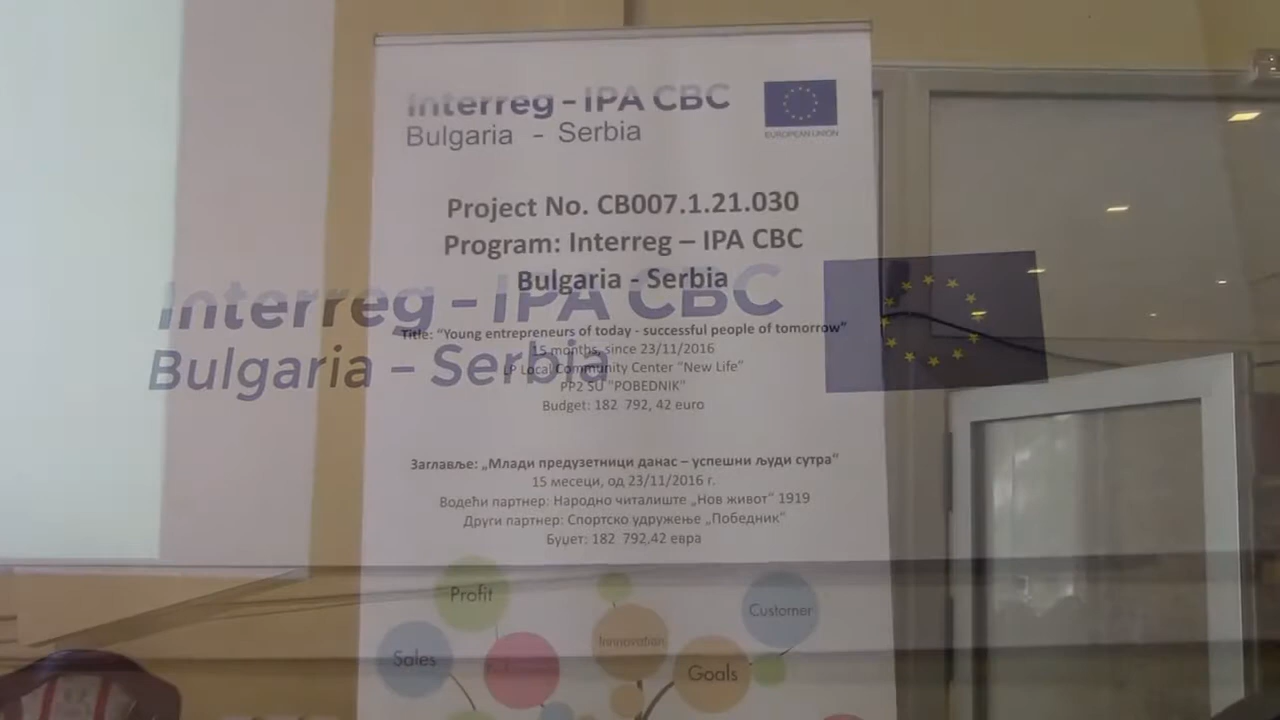 Interreg - IPA CBC
Bulgaria - Serbia
EUROPEAN UNION
Project No. CB007.1.21.030
Program: Interreg – IPA CBC
Bulgaria - Serbia
Interreg - IPA CBC
Bulgaria - Serbia
Title: "Young entrepreneurs of today - successful people of tomorrow"
15 months, since 23/11/2016
LP Local Community Center "New Life"
PP2 SU "POBEDNIK"
Budget: 182 792, 42 euro
Заглавље: „Млади предузетници данас – успешни људи сутра“
15 месеци, од 23/11/2016 г.
Водећи партнер: Народно читалиште „Нов живот“ 1919
Други партнер: Спортско удружење „Победник“
Буџет: 182 792,42 евра
Profit
Customer
Innovation
Sales
Goals